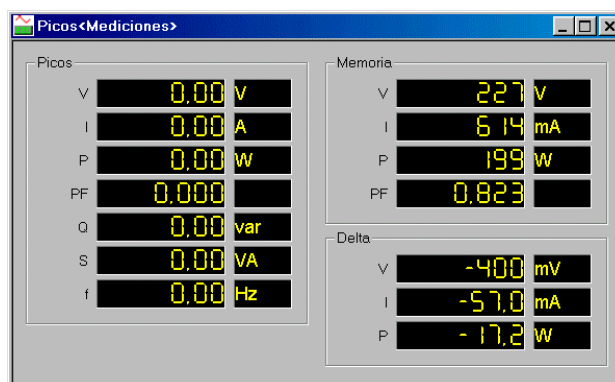 Picos<Mediciones>
Picos
V 0,00 V
I 0,00 A
P 0,00 W
PF 0,000
Q 0,00 var
S 0,00 VA
f 0,00 Hz
Memoria
V 227 V
I 614 mA
P 199 W
PF 0,823
Delta
V -400 mV
I -57,0 mA
P -17,2 W